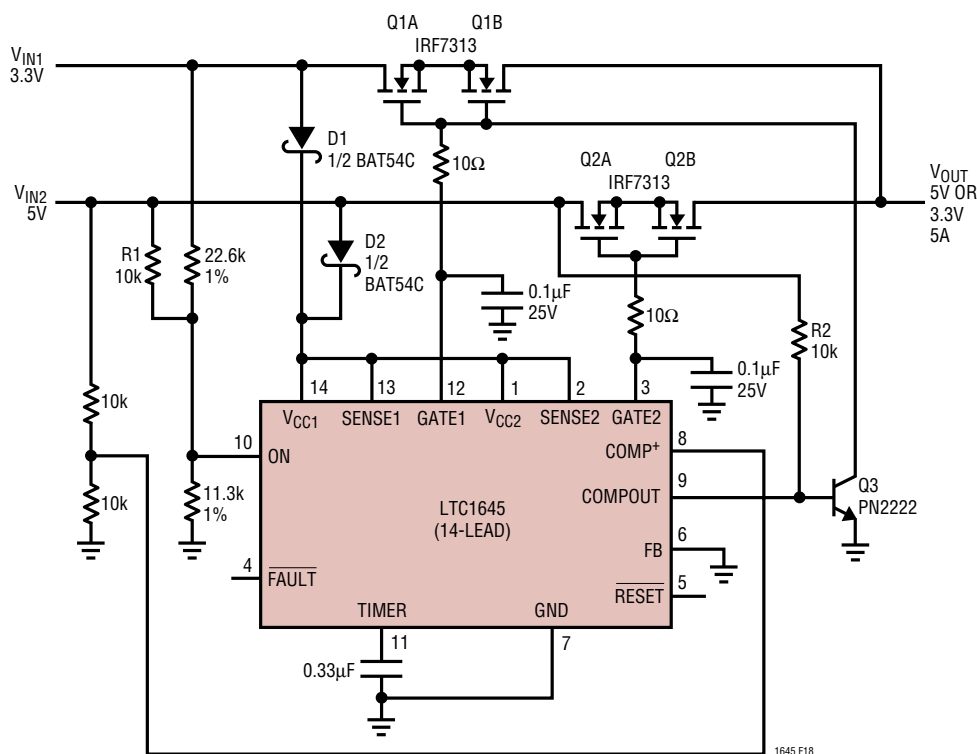 Q1A Q1B
IRF7313
VIN1
3.3V
D1
1/2 BAT54C
10Ω
Q2A Q2B
IRF7313
VOUT
5V OR
3.3V
5A
VIN2
5V
R1
10k
22.6k
1%
D2
1/2
BAT54C
0.1µF
25V
10Ω
R2
10k
0.1µF
25V
14 13 12 1 2 3
VCC1 SENSE1 GATE1 VCC2 SENSE2 GATE2
10k
10
ON
8
COMP+
9
COMPOUT
Q3
PN2222
10k
11.3k
1%
LTC1645
(14-LEAD)
6
FB
4
FAULT
5
RESET
TIMER
GND
11
7
0.33µF
1645 F18